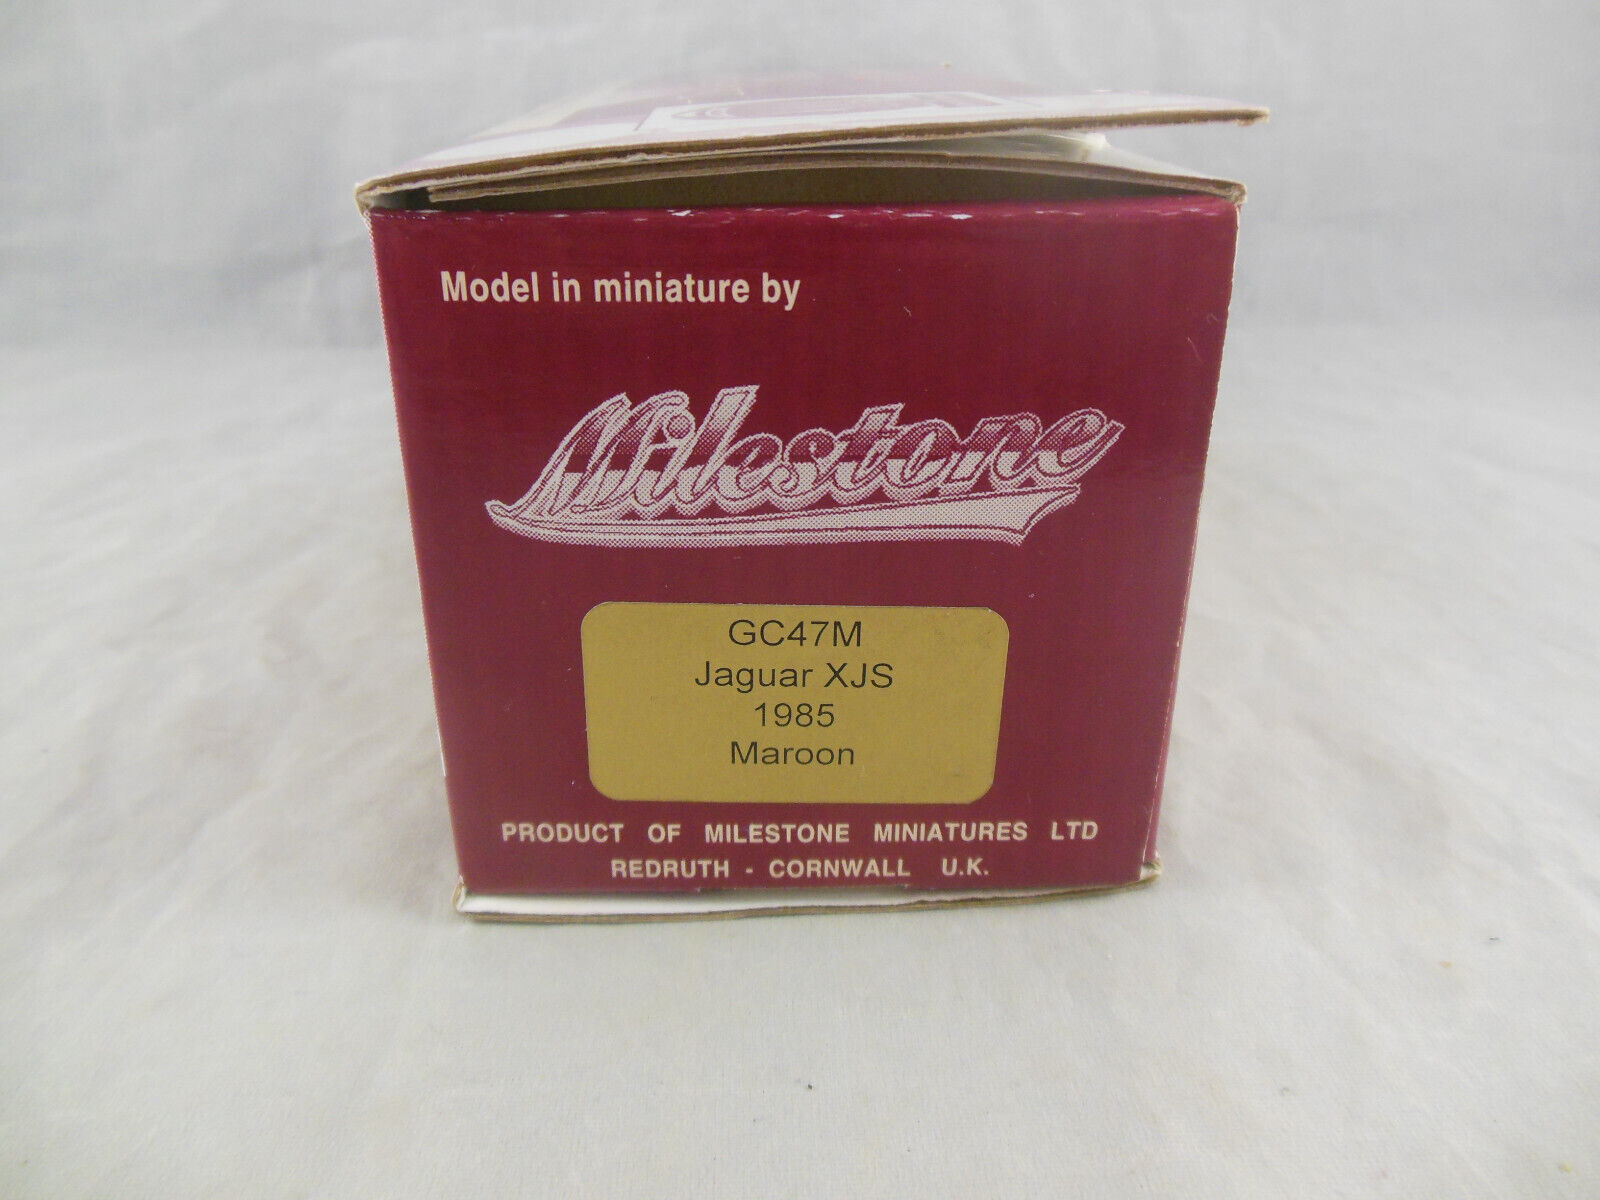 Model in miniature by
Milestone
GC47M
Jaguar XJS
1985
Maroon
PRODUCT OF MILESTONE MINIATURES LTD
REDRUTH - CORNWALL U.K.